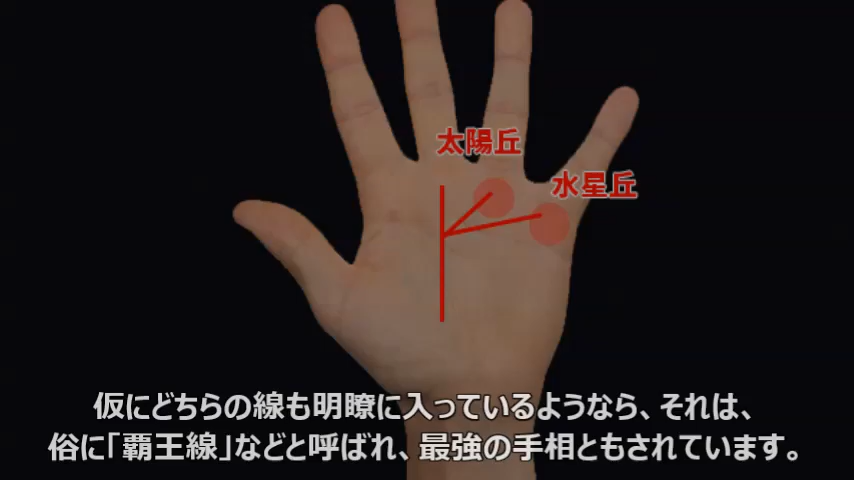 太陽丘
水星丘
仮にどちらの線も明瞭に入っているようなら、それは、
俗に「覇王線」などと呼ばれ、最強の手相ともされています。